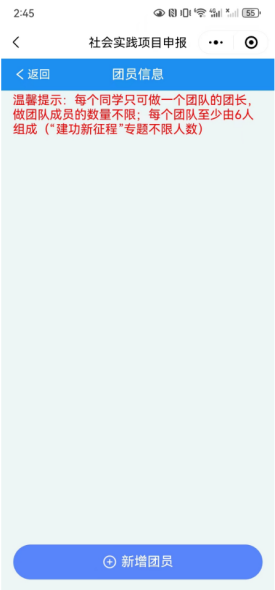 2:45
55
社会实践项目申报
返回
团员信息
温馨提示：每个同学只可做一个团队的团长，
做团队成员的数量不限；每个团队至少由6人
组成（“建功新征程”专题不限人数）
新增团员